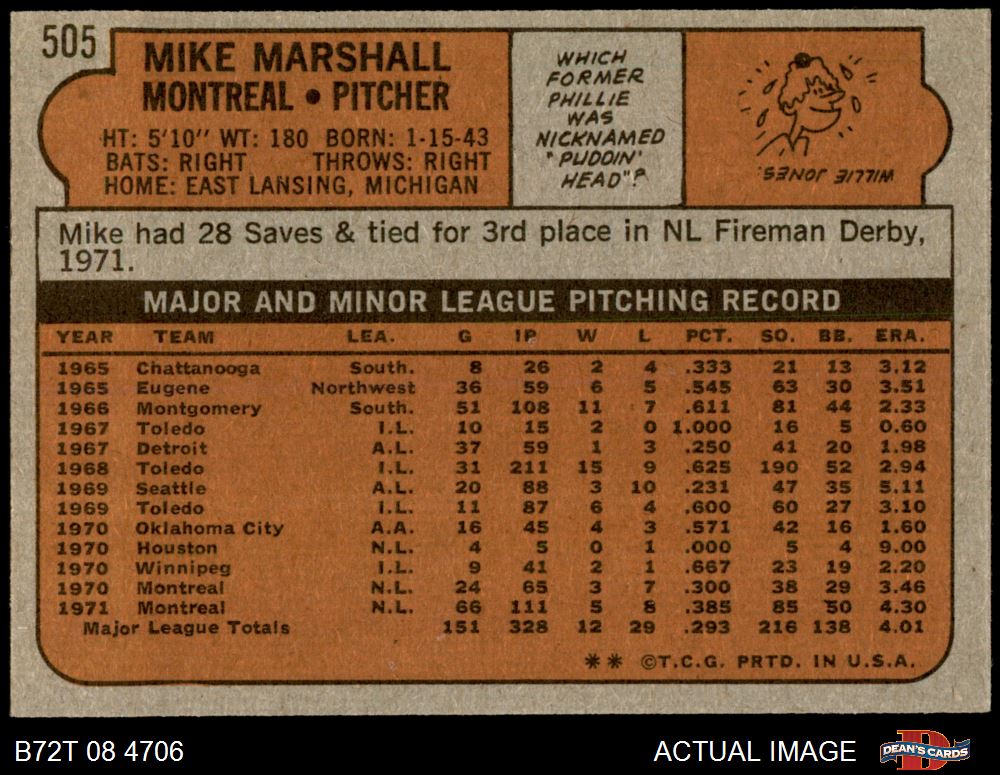 505
MIKE MARSHALL
MONTREAL • PITCHER
HT: 5'10" WT: 180 BORN: 1-15-43
BATS: RIGHT THROWS: RIGHT
HOME: EAST LANSING, MICHIGAN
WHICH
FORMER
PHILLIE
WAS
NICKNAMED
"PUDDIN'
HEAD"?
WILLIE JONES.
Mike had 28 Saves & tied for 3rd place in NL Fireman Derby,
1971.
MAJOR AND MINOR LEAGUE PITCHING RECORD
YEAR TEAM LEA. G IP W L PCT. SO. BB. ERA.
1965 Chattanooga South. 8 26 2 4 .333 21 13 3.12
1965 Eugene Northwest 36 59 6 5 .545 63 30 3.51
1966 Montgomery South. 51 108 11 7 .611 81 44 2.33
1967 Toledo I.L. 10 15 2 0 1.000 16 5 0.60
1967 Detroit A.L. 37 59 1 3 .250 41 20 1.98
1968 Toledo I.L. 31 211 15 9 .625 190 52 2.94
1969 Seattle A.L. 20 88 3 10 .231 47 35 5.11
1969 Toledo I.L. 11 87 6 4 .600 60 27 3.10
1970 Oklahoma City A.A. 16 45 4 3 .571 42 16 1.60
1970 Houston N.L. 4 5 0 1 .000 5 4 9.00
1970 Winnipeg I.L. 9 41 2 1 .667 23 19 2.20
1970 Montreal N.L. 24 65 3 7 .300 38 29 3.46
1971 Montreal N.L. 66 111 5 8 .385 85 50 4.30
Major League Totals 151 328 12 29 .293 216 138 4.01
** ©T.C.G. PRTD. IN U.S.A.
B72T 08 4706 ACTUAL IMAGE DEAN'S CARDS